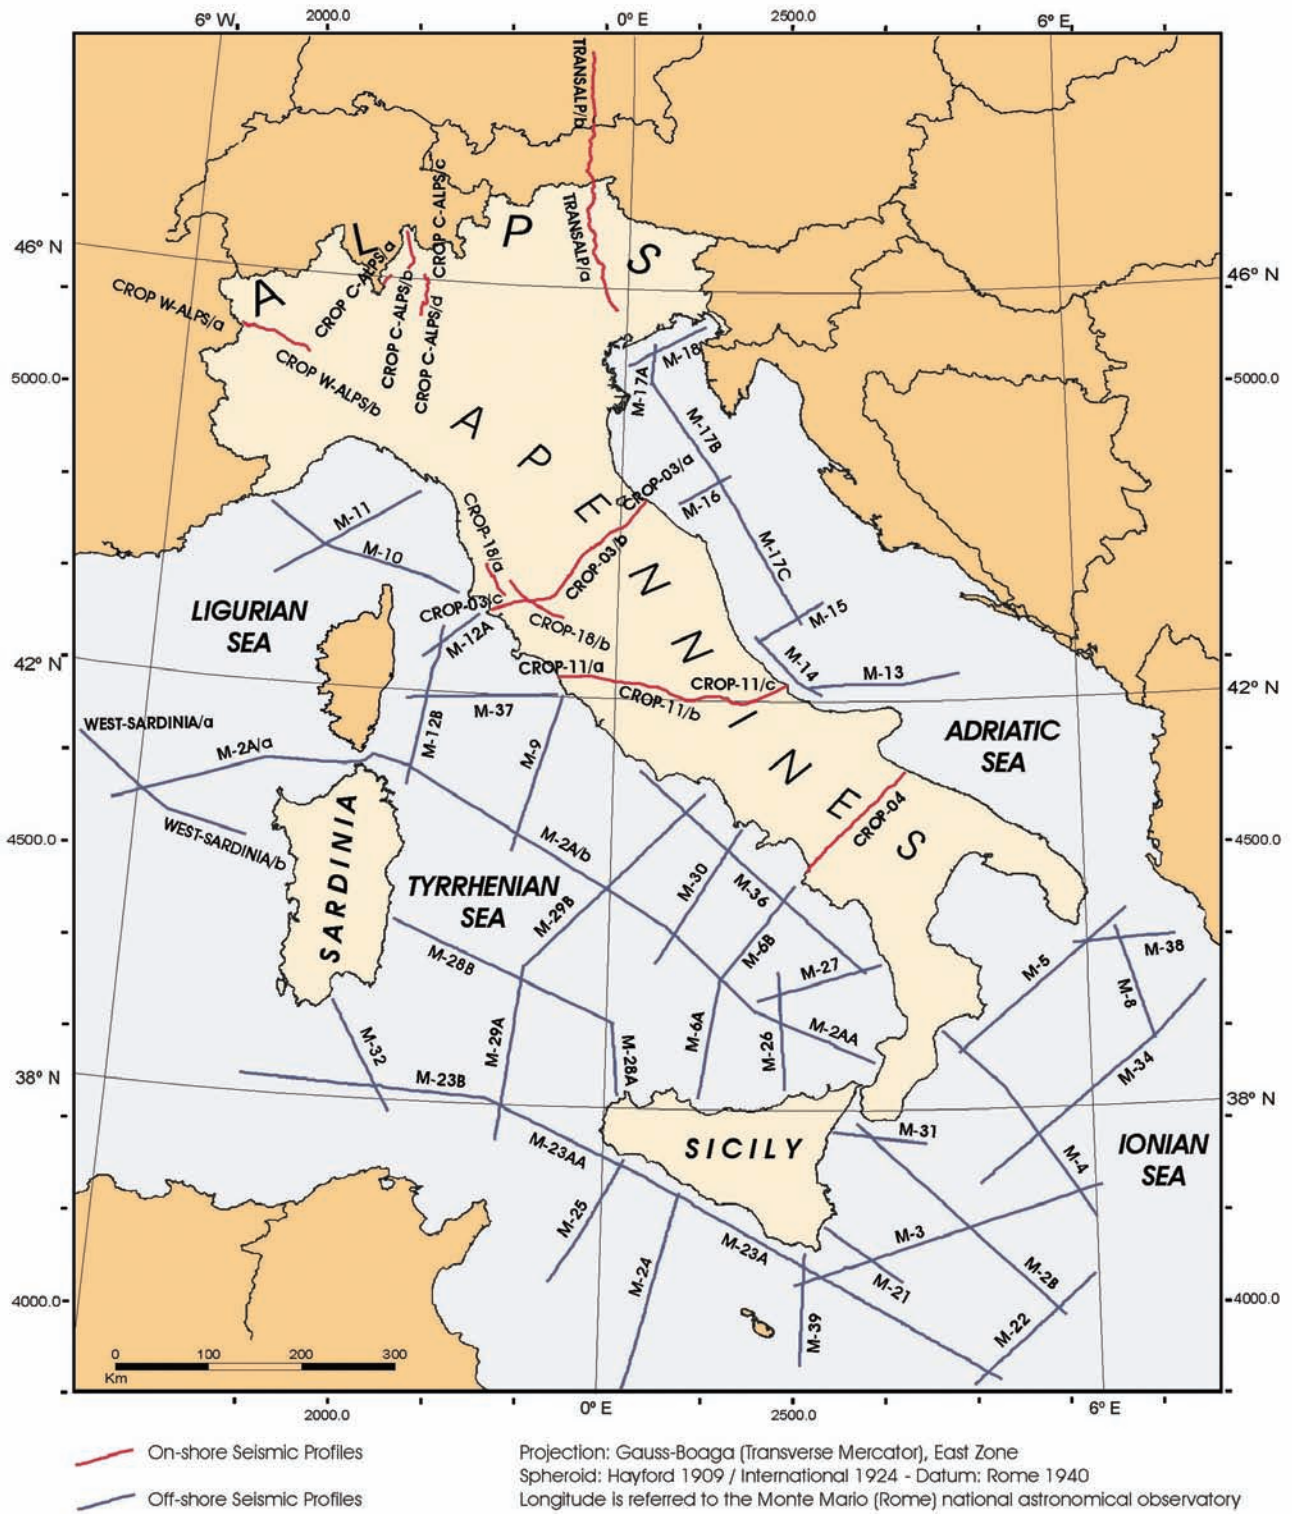 6° W
2000.0
0° E
2500.0
6° E
TRANSALP/b
CROP C-ALPS/c
TRANSALP/a
A L P S
46° N
46° N
CROP W-ALPS/a
CROP C-ALPS/a
CROP C-ALPS/b
CROP C-ALPS/d
CROP W-ALPS/b
M-18
M-17A
5000.0
5000.0
A P E N N I N E S
M-17B
CROP-03/a
M-16
M-11
CROP-18/a
M-10
CROP-03/b
M-17C
LIGURIAN
SEA
CROP-03/c
M-15
M-12A
CROP-18/b
42° N
CROP-11/a
M-14
M-13
CROP-11/c
42° N
CROP-11/b
M-37
WEST-SARDINIA/a
M-12B
M-9
M-2A/a
ADRIATIC
SEA
CROP-04
WEST-SARDINIA/b
4500.0
4500.0
M-2A/b
SARDINIA
TYRRHENIAN
SEA
M-30
M-36
M-29B
M-28B
M-6B
M-27
M-5
M-38
M-8
M-32
M-29A
M-28A
M-6A
M-26
M-2AA
M-34
38° N
M-23B
38° N
M-31
SICILY
M-23AA
M-4
IONIAN
SEA
M-25
M-3
M-23A
M-24
M-21
M-2B
M-22
M-39
4000.0
4000.0
0 100 200 300
Km
2000.0
0° E
2500.0
6° E
On-shore Seismic Profiles
Off-shore Seismic Profiles
Projection: Gauss-Boaga (Transverse Mercator), East Zone
Spheroid: Hayford 1909 / International 1924 - Datum: Rome 1940
Longitude is referred to the Monte Mario (Rome) national astronomical observatory